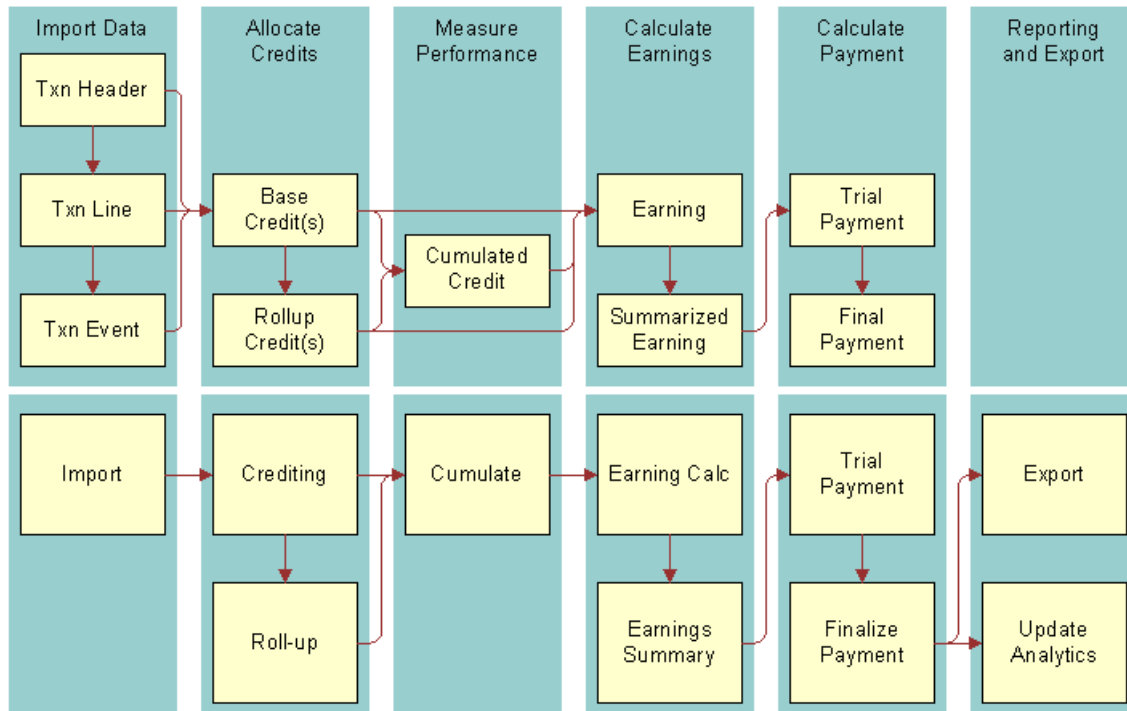 Import Data
Allocate
Credits
Measure
Performance
Calculate
Earnings
Calculate
Payment
Reporting
and Export
Txn Header
Txn Line
Base
Credit(s)
Earning
Trial
Payment
Cumulated
Credit
Txn Event
Rollup
Credit(s)
Summarized
Earning
Final
Payment
Import
Crediting
Cumulate
Earning Calc
Trial
Payment
Export
Roll-up
Earnings
Summary
Finalize
Payment
Update
Analytics